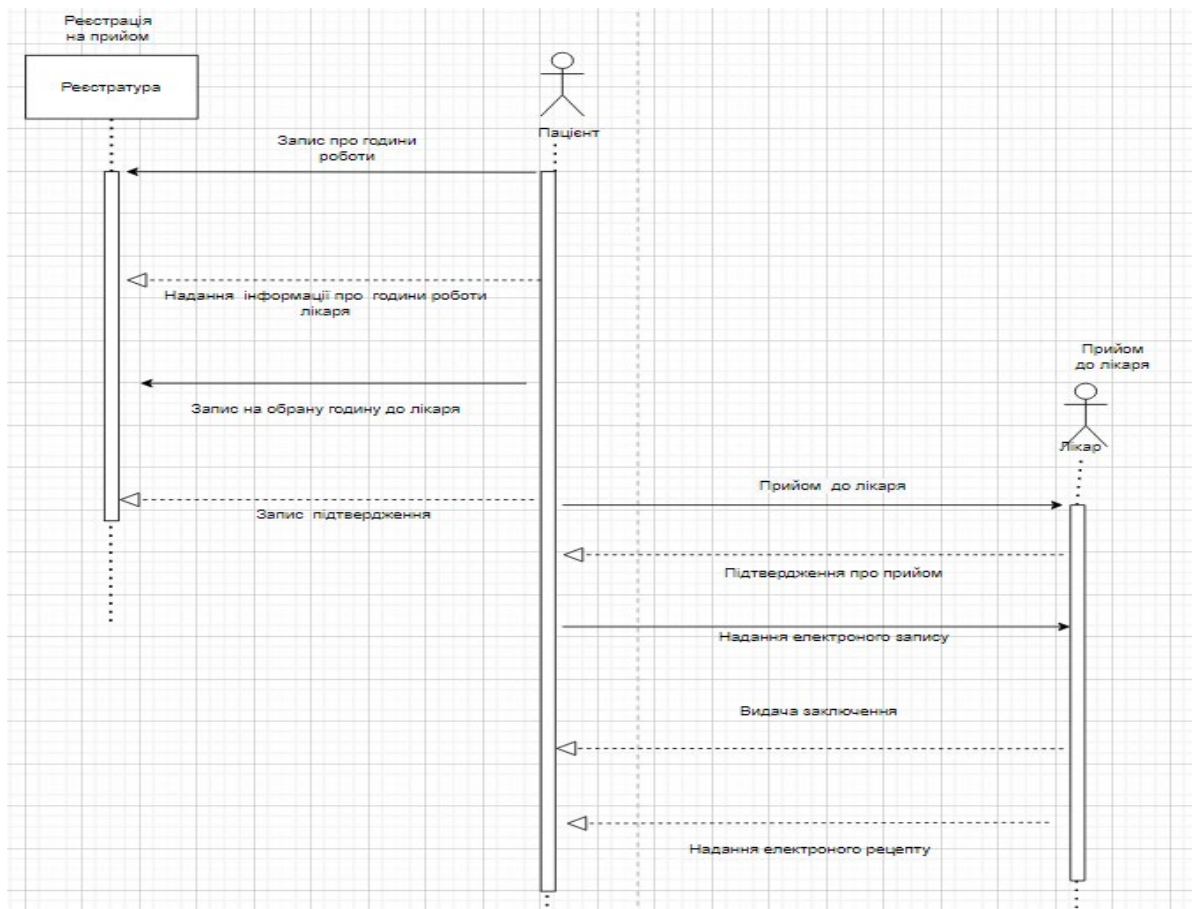 Реєстрація
на прийом
Реєстратура
Пацієнт
Запис про години
роботи
Надання інформації про години роботи
лікаря
Прийом
до лікаря
Запис на обрану годину до лікаря
Лікар
Прийом до лікаря
Запис підтвердження
Підтвердження про прийом
Надання електроного запису
Видача заключення
Надання електроного рецепту